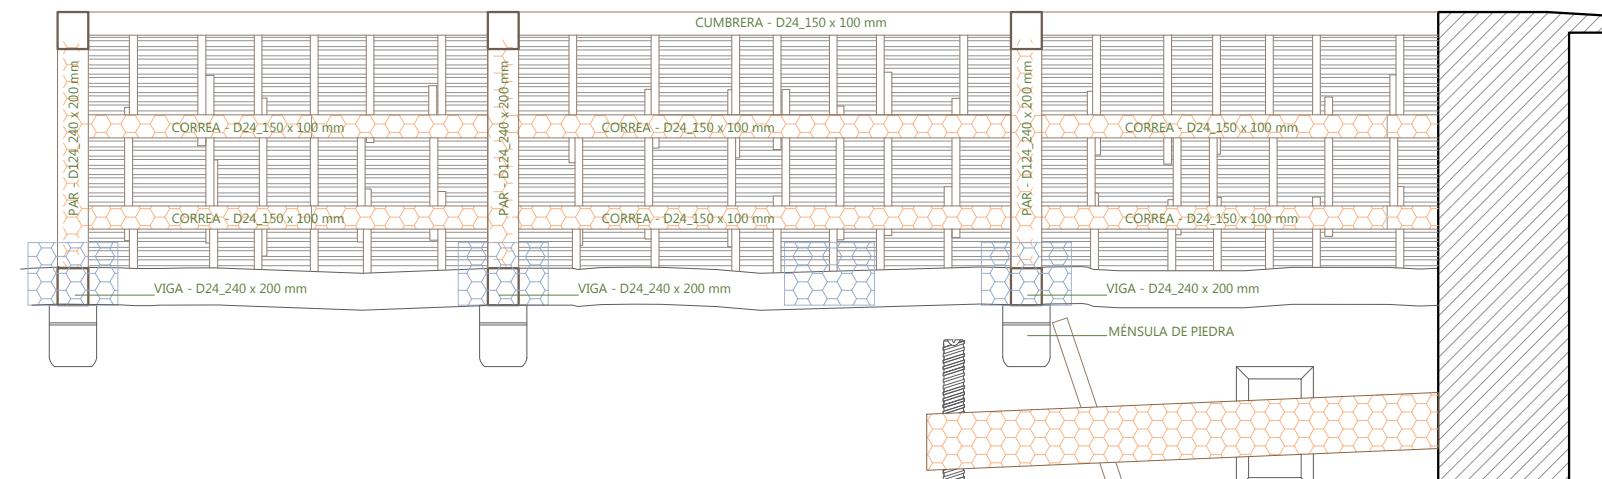 CUMBRERA - D24_150 x 100 mm
PAR - D124_240 x 200 mm
PAR - D124_240 x 200 mm
PAR - D124_240 x 200 mm
CORREA - D24_150 x 100 mm
CORREA - D24_150 x 100 mm
CORREA - D24_150 x 100 mm
CORREA - D24_150 x 100 mm
CORREA - D24_150 x 100 mm
CORREA - D24_150 x 100 mm
VIGA - D24_240 x 200 mm
VIGA - D24_240 x 200 mm
VIGA - D24_240 x 200 mm
MÉNSULA DE PIEDRA